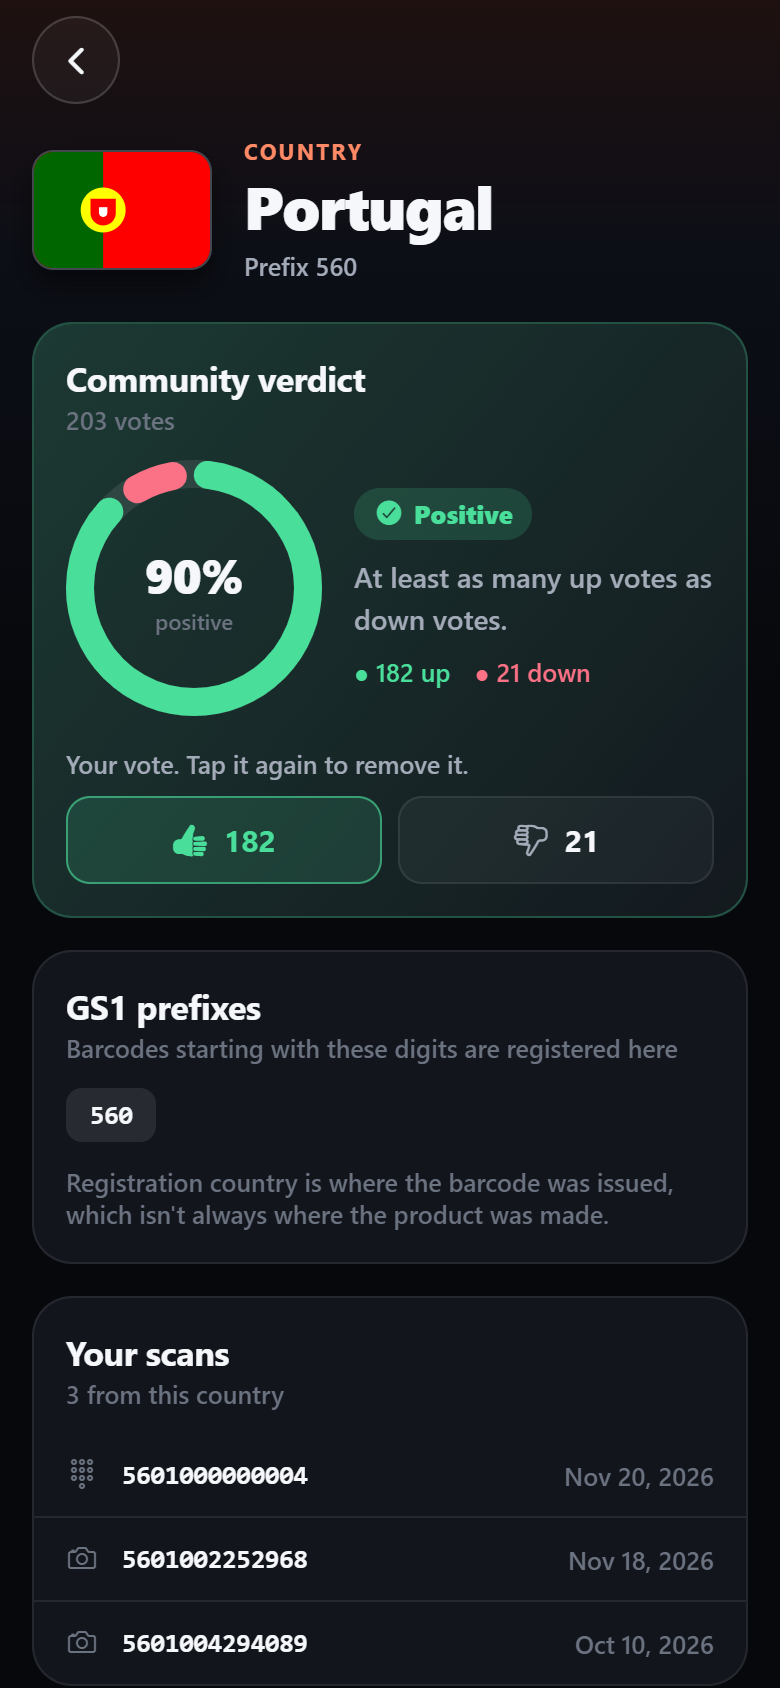 COUNTRY
Portugal
Prefix 560
Community verdict
203 votes
90%
positive
Positive
At least as many up votes as
down votes.
182 up
21 down
Your vote. Tap it again to remove it.
182
21
GS1 prefixes
Barcodes starting with these digits are registered here
560
Registration country is where the barcode was issued,
which isn't always where the product was made.
Your scans
3 from this country
5601000000004 Nov 20, 2026
5601002252968 Nov 18, 2026
5601004294089 Oct 10, 2026